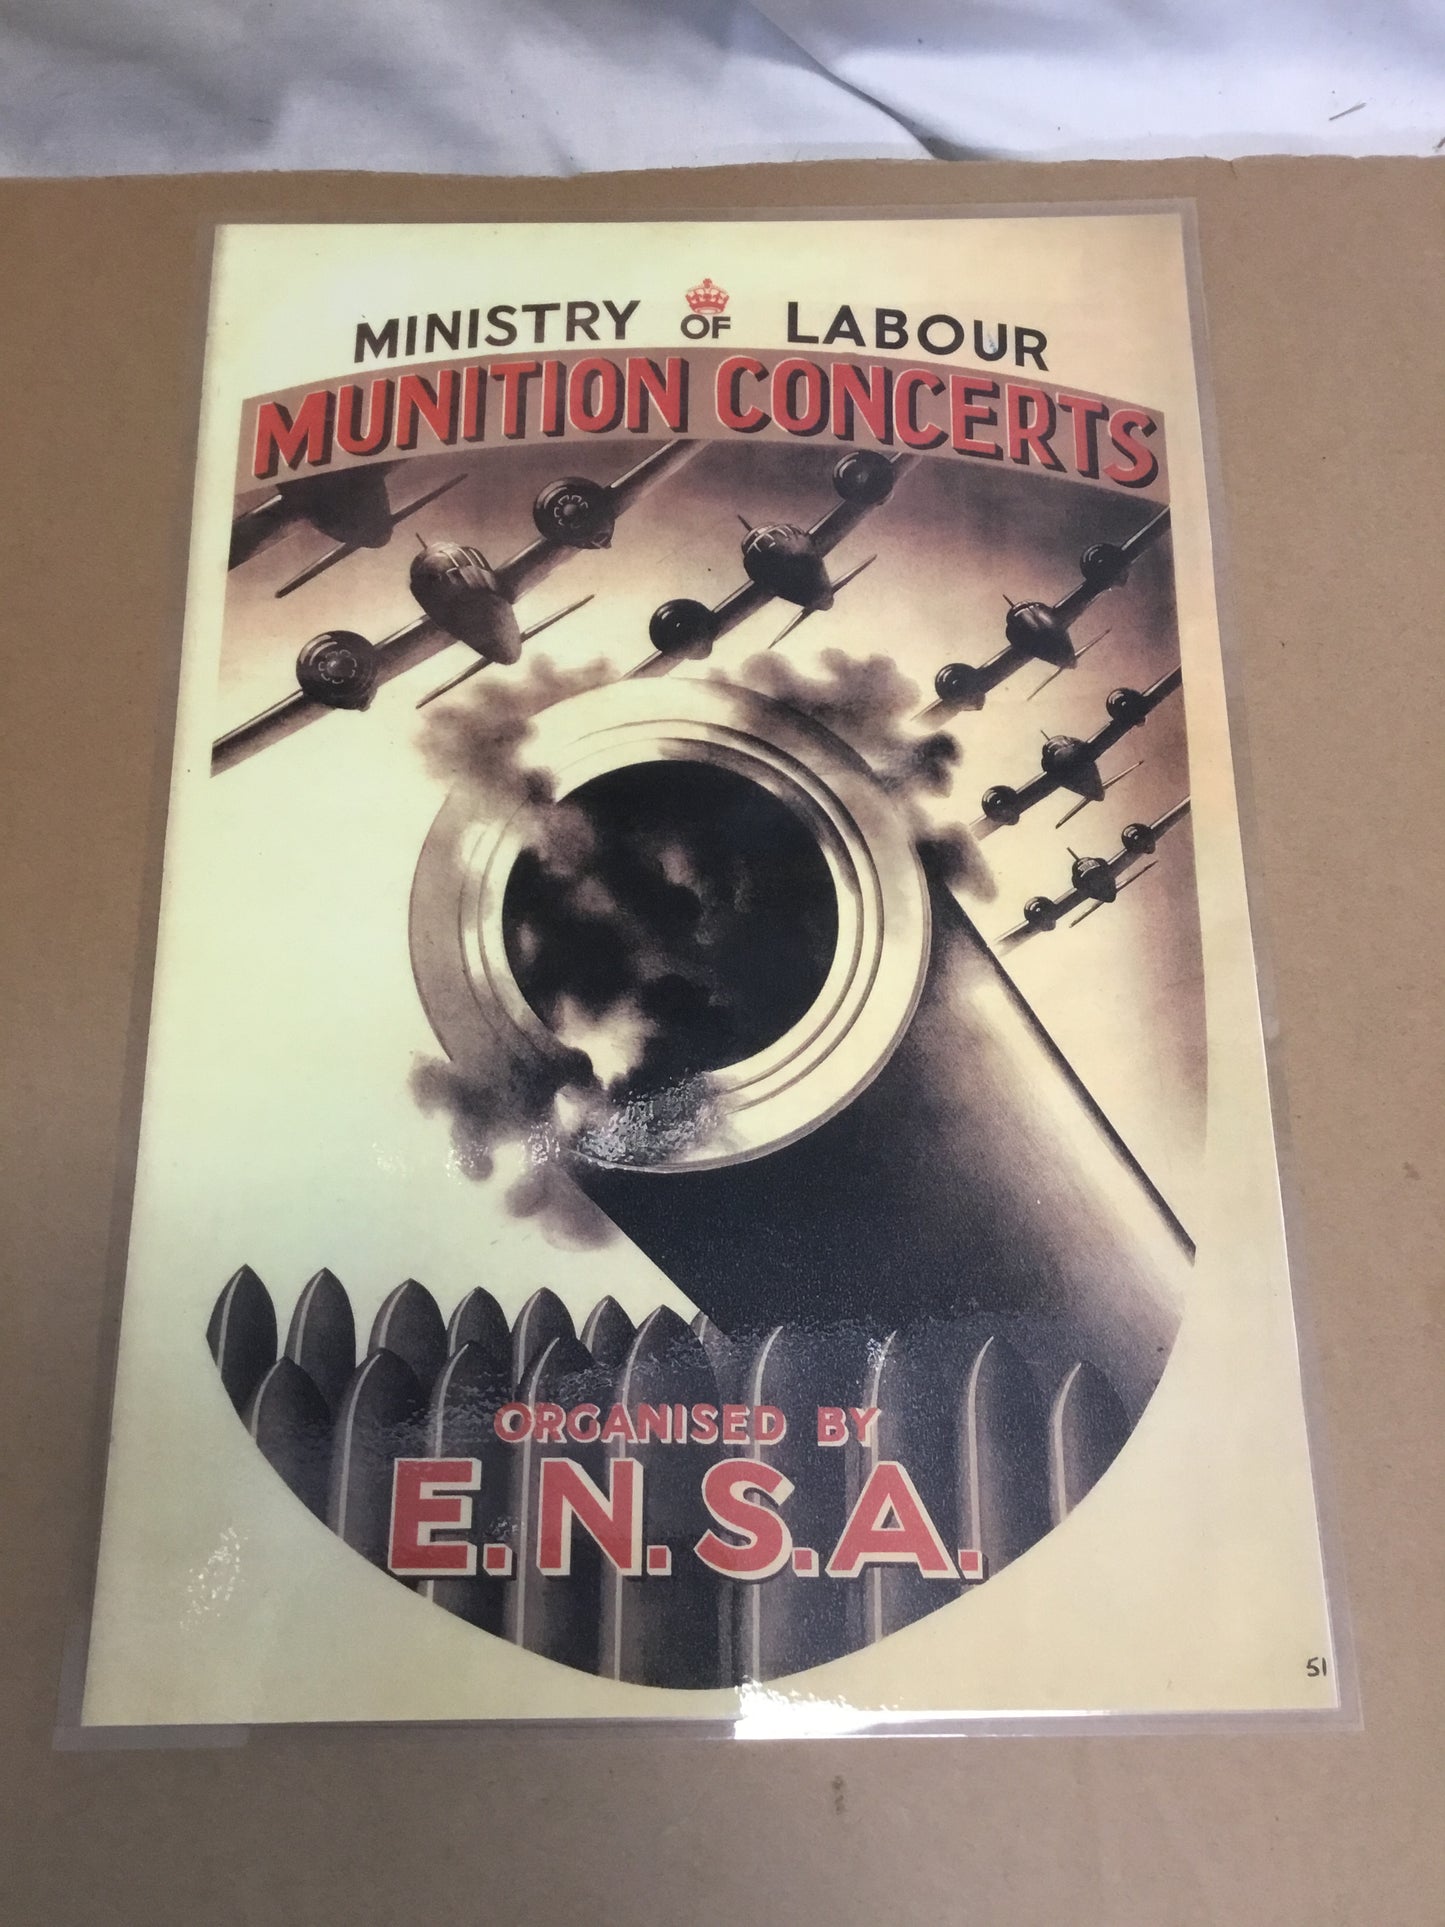 MINISTRY OF LABOUR
MUNITION CONCERTS
ORGANISED BY
E.N.S.A.
51